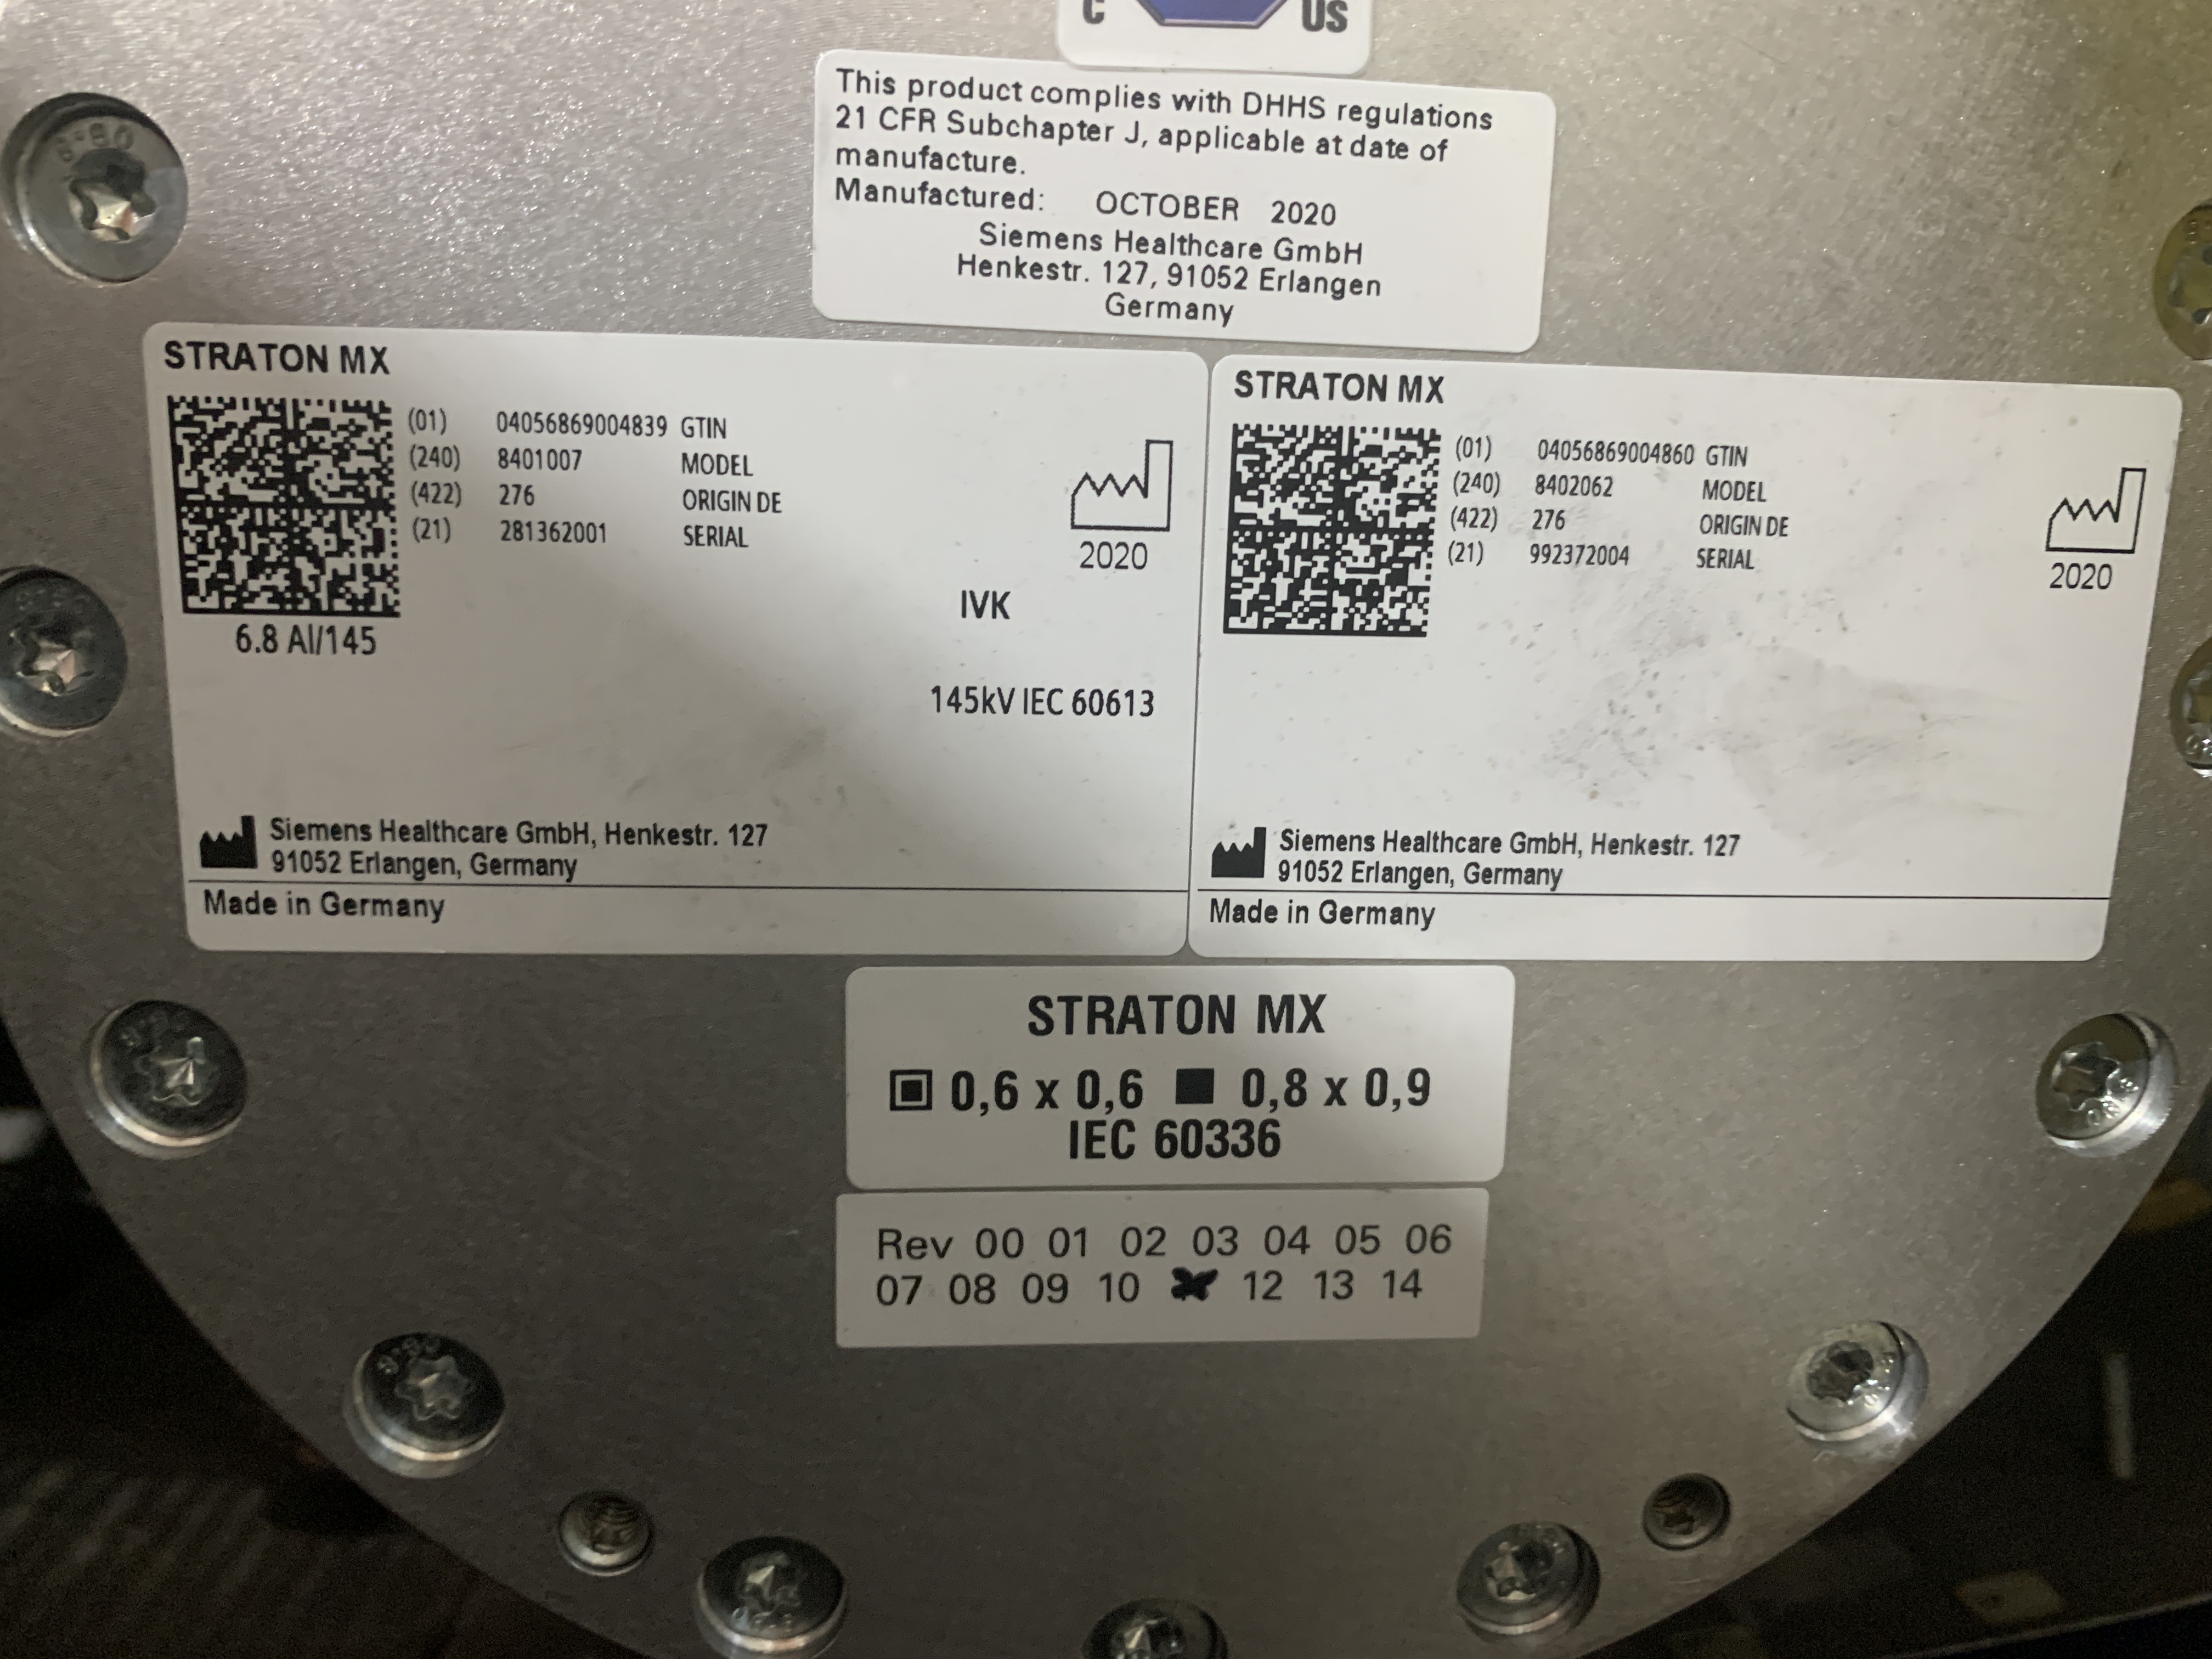 C US
This product complies with DHHS regulations
21 CFR Subchapter J, applicable at date of
manufacture.
Manufactured: OCTOBER 2020
Siemens Healthcare GmbH
Henkestr. 127, 91052 Erlangen
Germany
STRATON MX
(01) 04056869004839 GTIN
(240) 8401007 MODEL
(422) 276 ORIGIN DE
(21) 281362001 SERIAL
2020
6.8 Al/145
IVK
145kV IEC 60613
Siemens Healthcare GmbH, Henkestr. 127
91052 Erlangen, Germany
Made in Germany
STRATON MX
(01) 04056869004860 GTIN
(240) 8402062 MODEL
(422) 276 ORIGIN DE
(21) 992372004 SERIAL
2020
Siemens Healthcare GmbH, Henkestr. 127
91052 Erlangen, Germany
Made in Germany
STRATON MX
0,6 x 0,6 0,8 x 0,9
IEC 60336
Rev 00 01 02 03 04 05 06
07 08 09 10 12 13 14